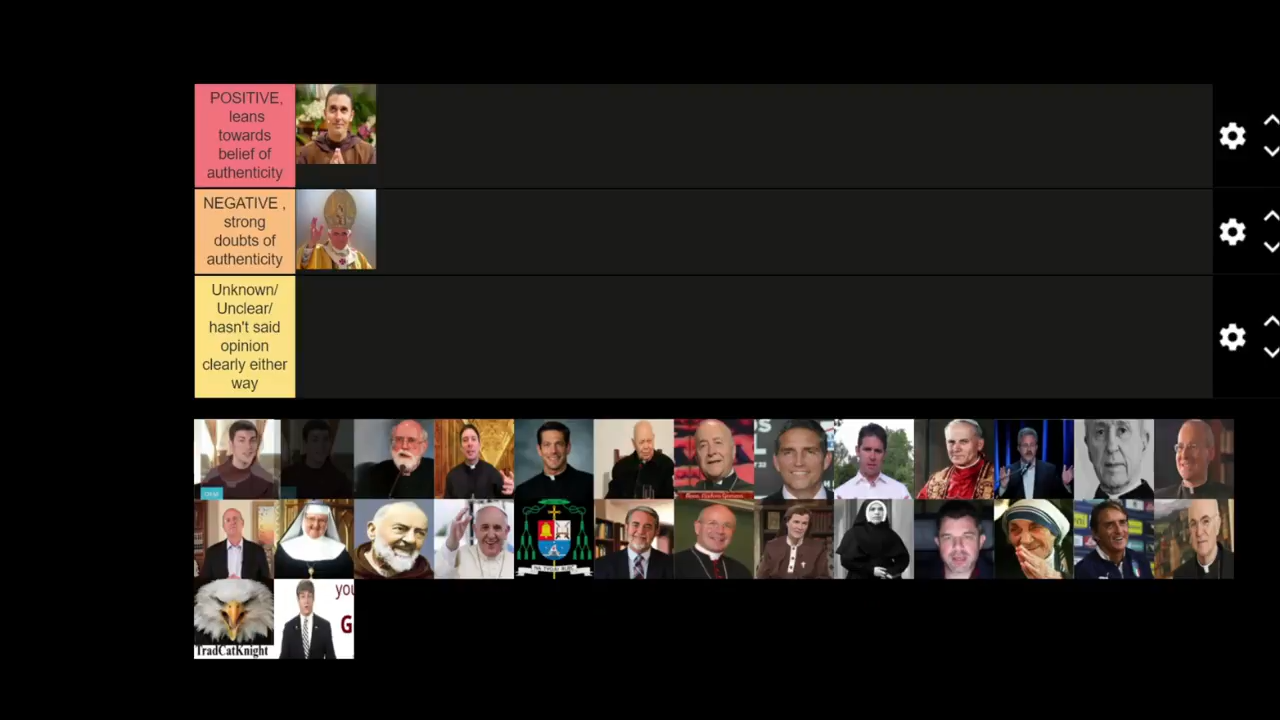 POSITIVE,
leans
towards
belief of
authenticity
NEGATIVE ,
strong
doubts of
authenticity
Unknown/
Unclear/
hasn't said
opinion
clearly either
way
you
G
TradCatKnight